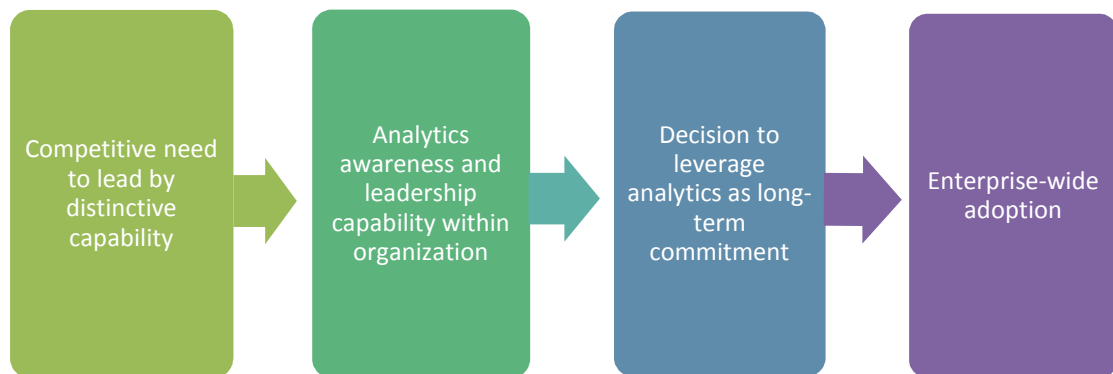 Competitive need
to lead by
distinctive
capability
Analytics
awareness and
leadership
capability within
organization
Decision to
leverage
analytics as long-
term
commitment
Enterprise-wide
adoption